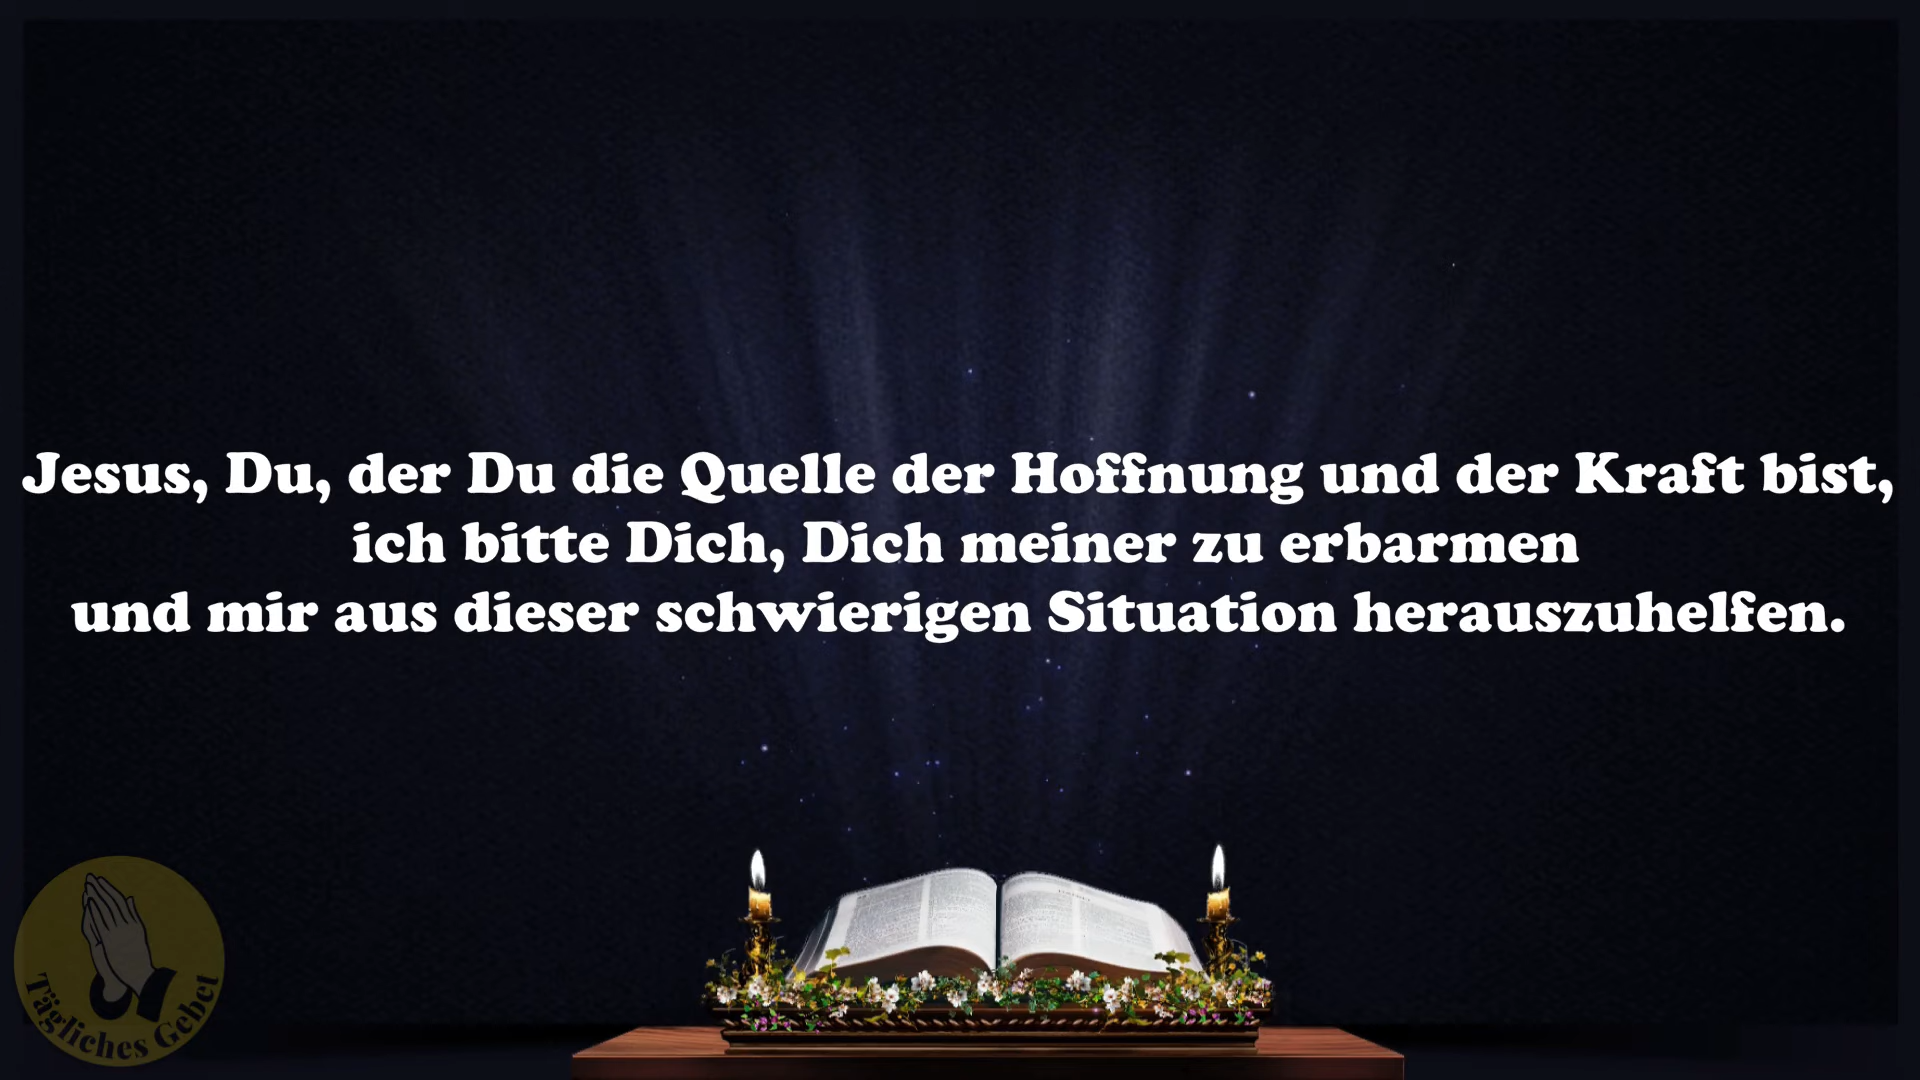 Jesus, Du, der Du die Quelle der Hoffnung und der Kraft bist,
ich bitte Dich, Dich meiner zu erbarmen
und mir aus dieser schwierigen Situation herauszuhelfen.
Tägliches Gebet